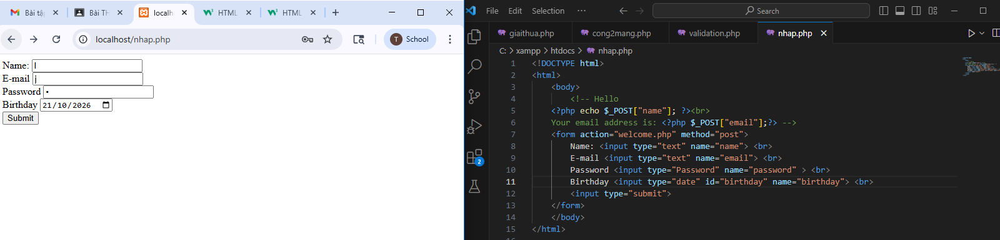 Bài tập
Bài TH
localh
HTML
HTML
localhost/nhap.php
T School
Name: l
E-mail j
Password •
Birthday 21/10/2026
Submit
File Edit Selection ··· Search
giaithua.php cong2mang.php validation.php nhap.php
C: > xampp > htdocs > nhap.php
1 <!DOCTYPE html>
2 <html>
3 <body>
4 <!-- Hello
5 <?php echo $_POST["name"]; ?><br>
6 Your email address is: <?php $_POST["email"];?> -->
7 <form action="welcome.php" method="post">
8 Name: <input type="text" name="name"> <br>
9 E-mail <input type="text" name="email"> <br>
10 Password <input type="Password" name="password" > <br>
11 Birthday <input type="date" id="birthday" name="birthday"> <br>
12 <input type="submit">
13 </form>
14 </body>
15 </html>
2